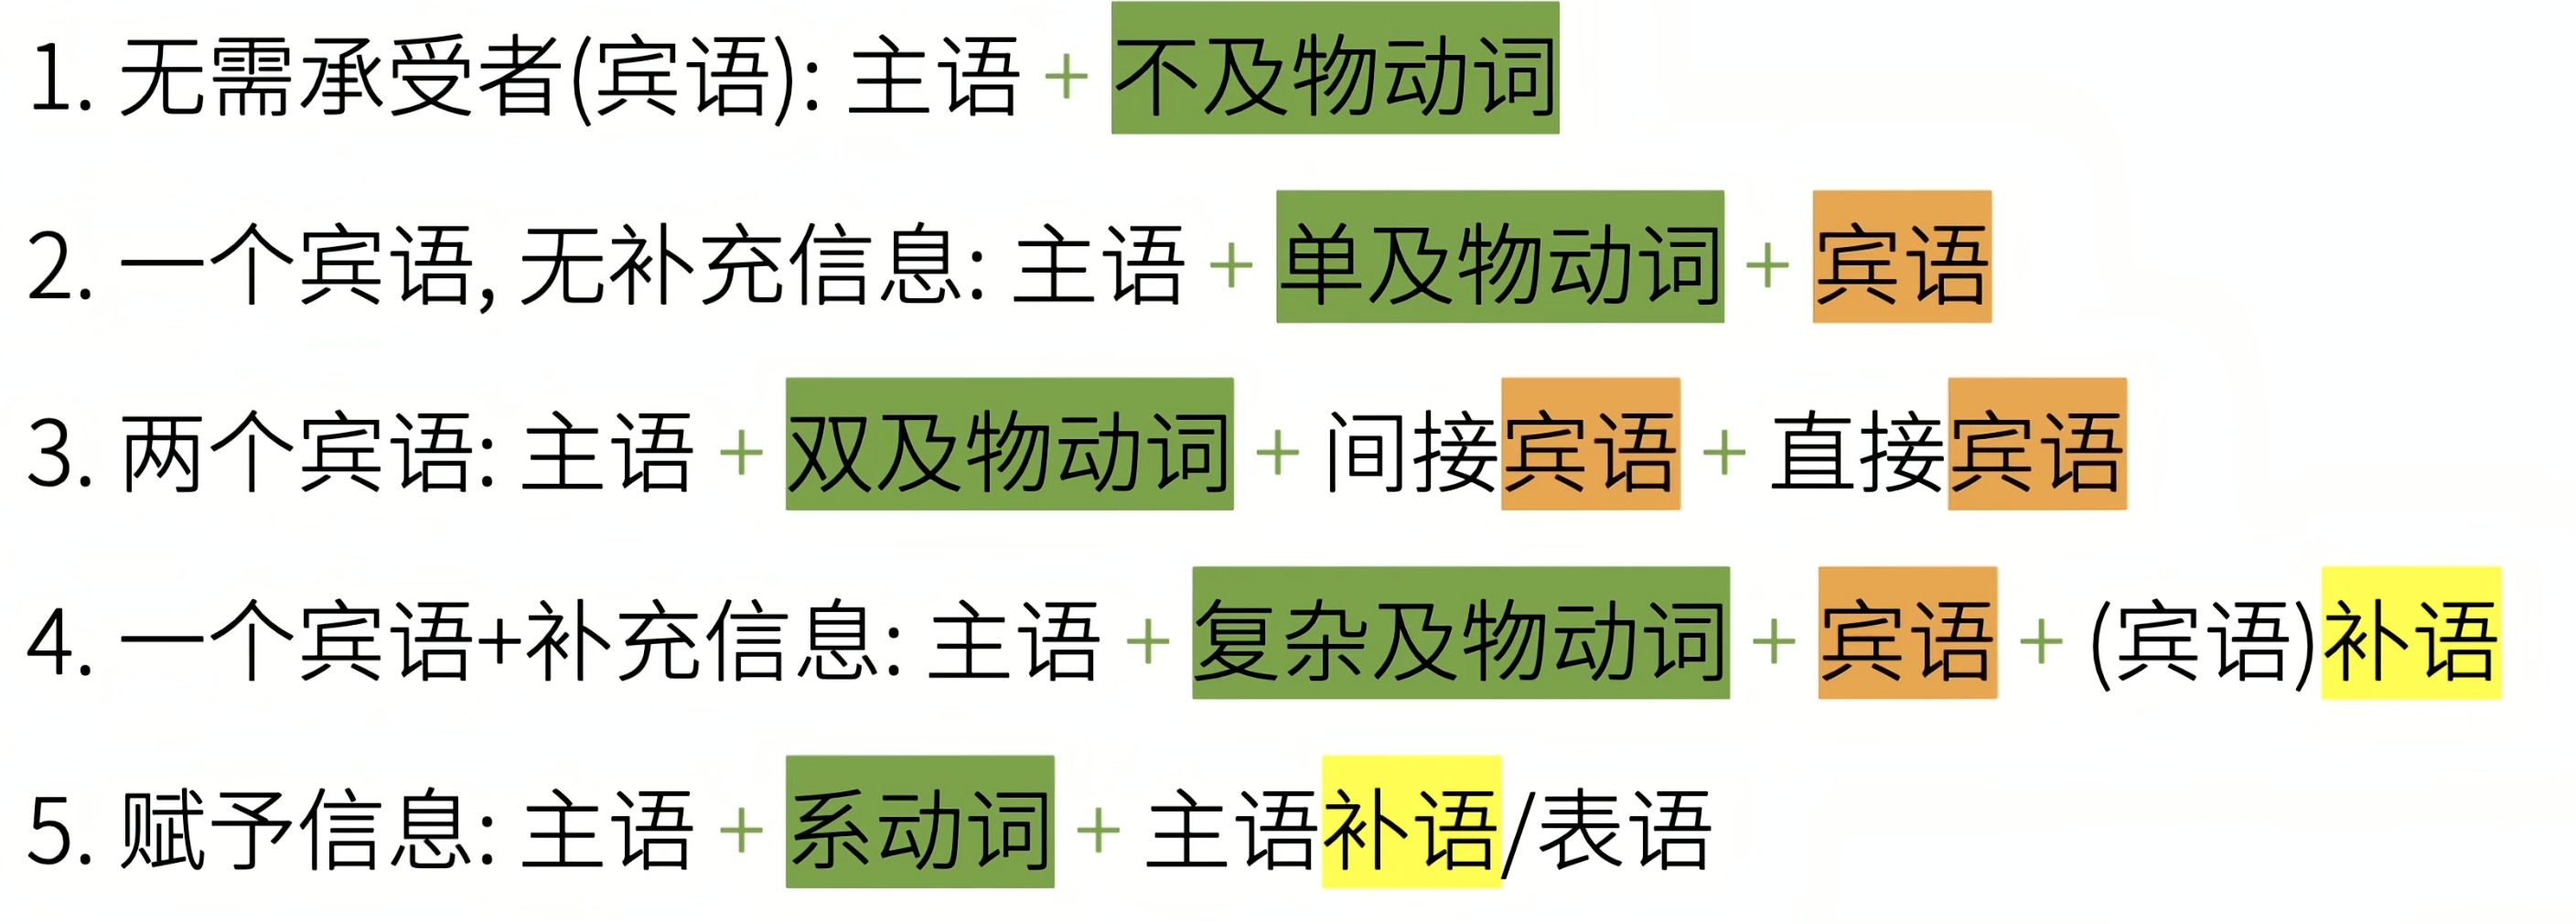 1. 无需承受者(宾语): 主语 + 不及物动词
2. 一个宾语, 无补充信息: 主语 + 单及物动词 + 宾语
3. 两个宾语: 主语 + 双及物动词 + 间接宾语 + 直接宾语
4. 一个宾语+补充信息: 主语 + 复杂及物动词 + 宾语 + (宾语)补语
5. 赋予信息: 主语 + 系动词 + 主语补语/表语